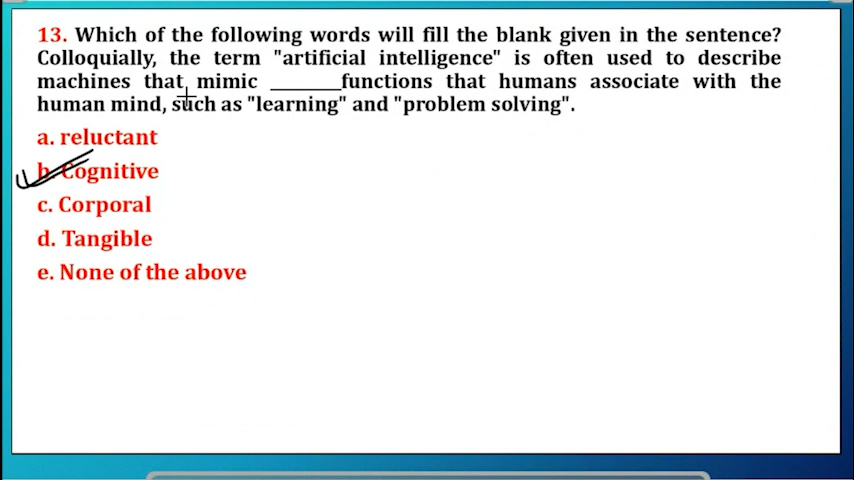 13. Which of the following words will fill the blank given in the sentence?
Colloquially, the term "artificial intelligence" is often used to describe
machines that mimic _______functions that humans associate with the
human mind, such as "learning" and "problem solving".
a. reluctant
b. Cognitive
c. Corporal
d. Tangible
e. None of the above